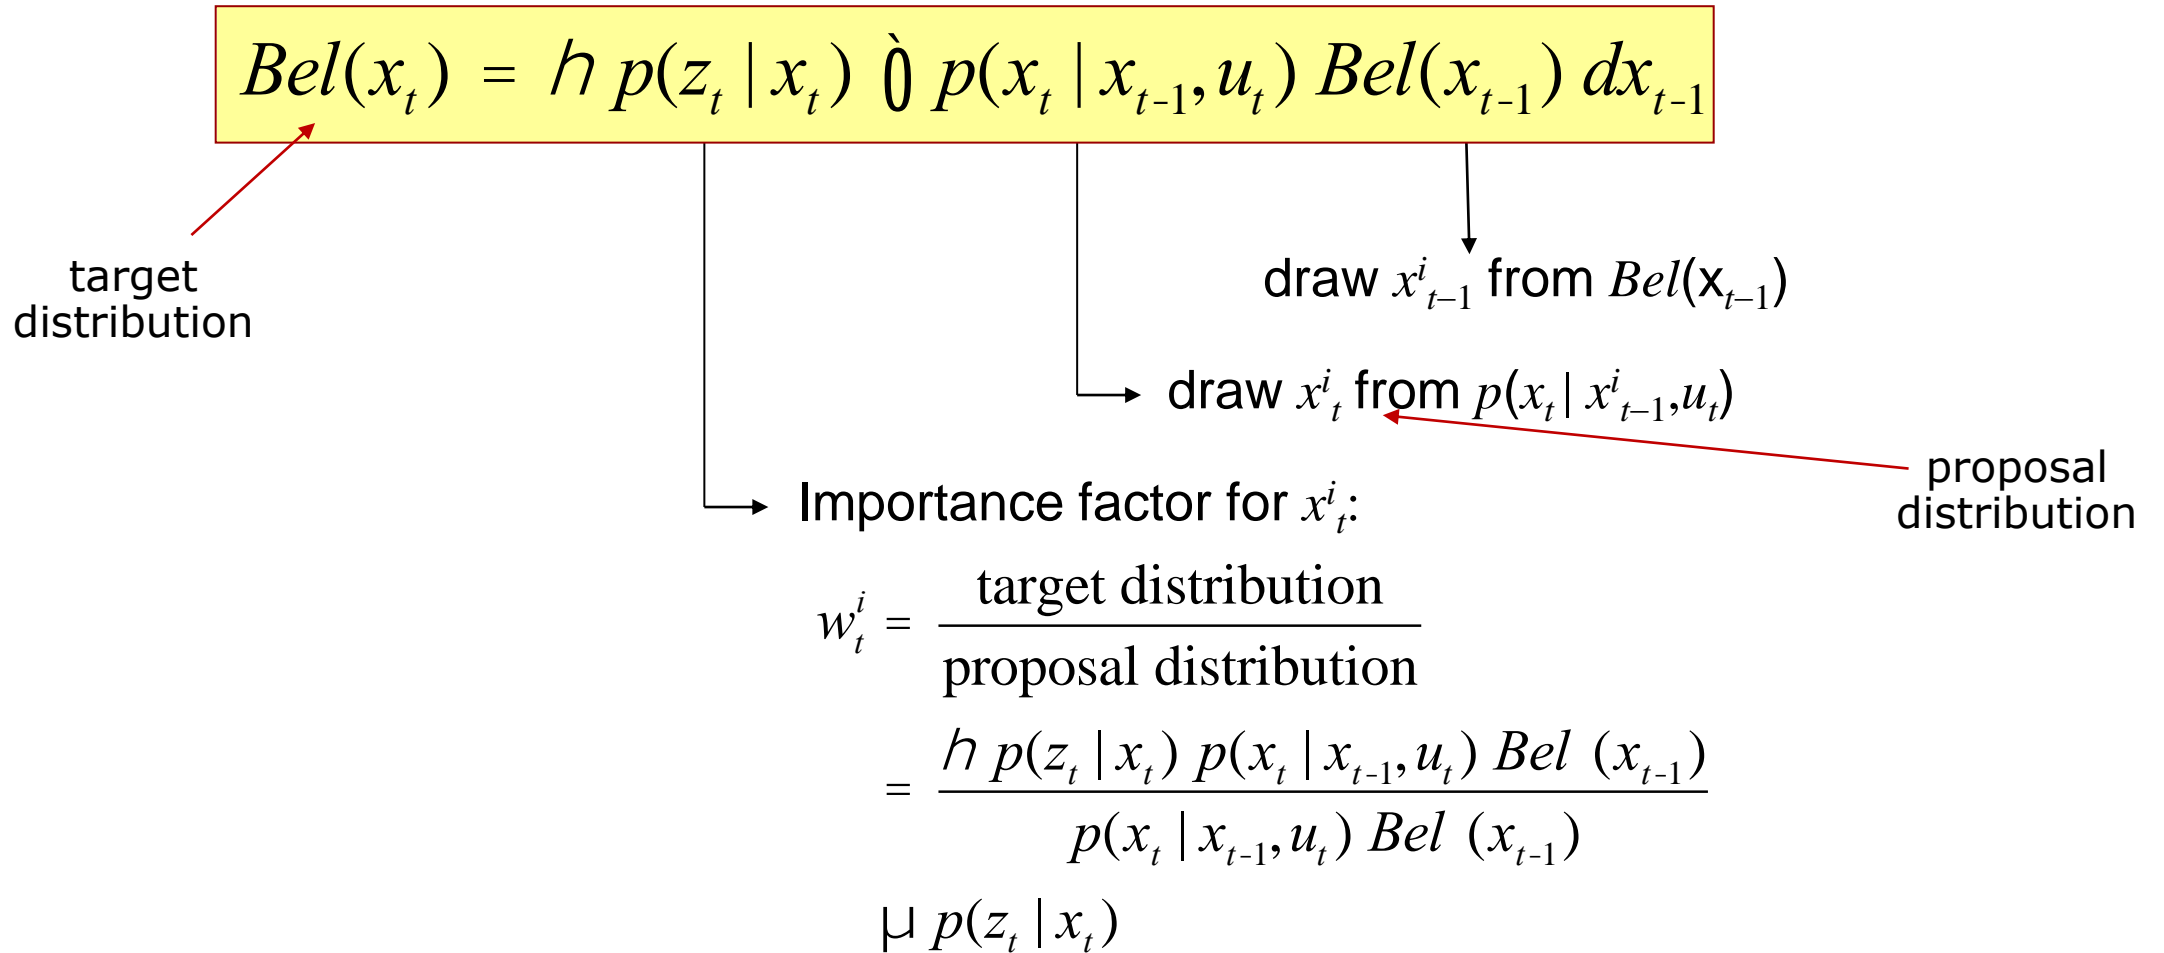 Bel(x_t) = h p(z_t | x_t) ò p(x_t | x_{t-1}, u_t) Bel(x_{t-1}) dx_{t-1}
target
distribution
draw x^i_{t−1} from Bel(x_{t−1})
draw x^i_t from p(x_t | x^i_{t−1},u_t)
proposal
distribution
Importance factor for x^i_t:
w^i_t = target distribution / proposal distribution
= h p(z_t | x_t) p(x_t | x_{t-1}, u_t) Bel (x_{t-1}) / p(x_t | x_{t-1}, u_t) Bel (x_{t-1})
µ p(z_t | x_t)